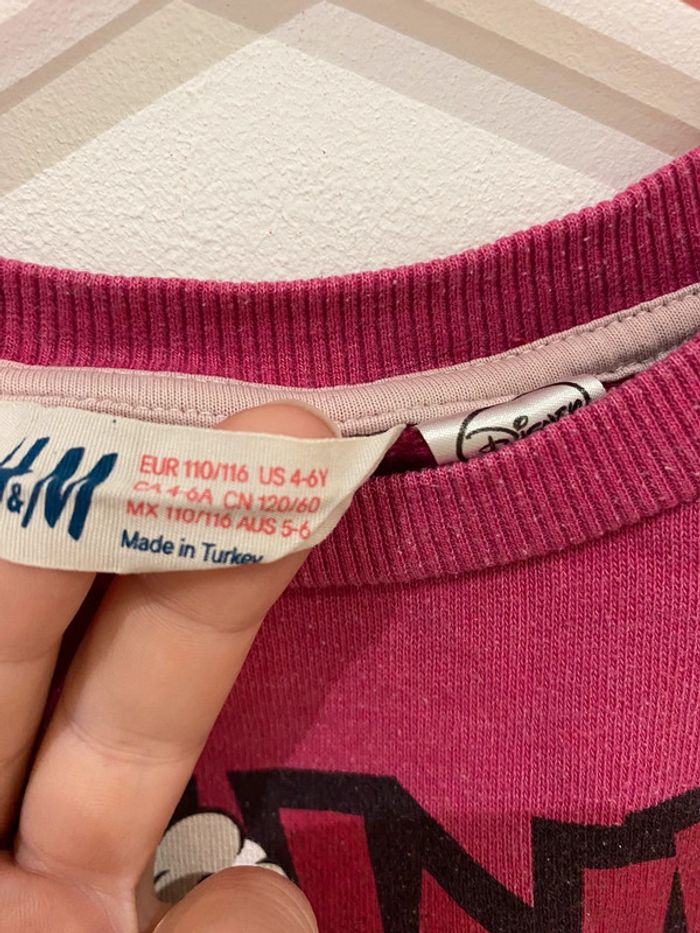 H&M
EUR 110/116 US 4-6Y
CA 4-6A CN 120/60
MX 110/116 AUS 5-6
Made in Turkey
Disney